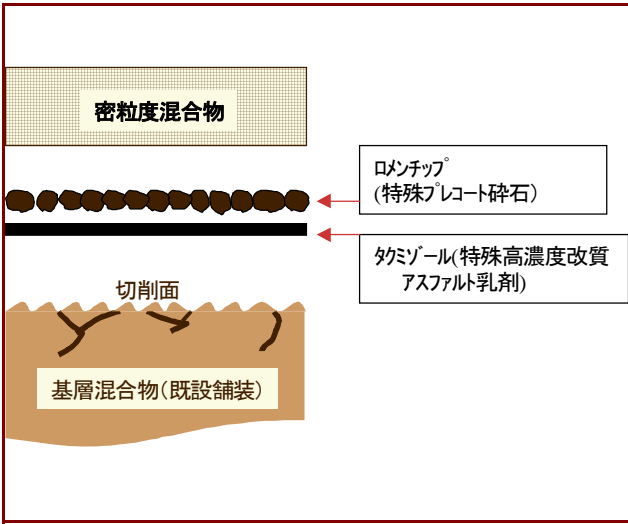 密粒度混合物
ﾛﾒﾝﾁｯﾌﾟ
(特殊ﾌﾟﾚｺｰﾄ砕石)
ﾀｸﾐｿﾞｰﾙ(特殊高濃度改質
ｱｽﾌｧﾙﾄ乳剤)
切削面
基層混合物(既設舗装)